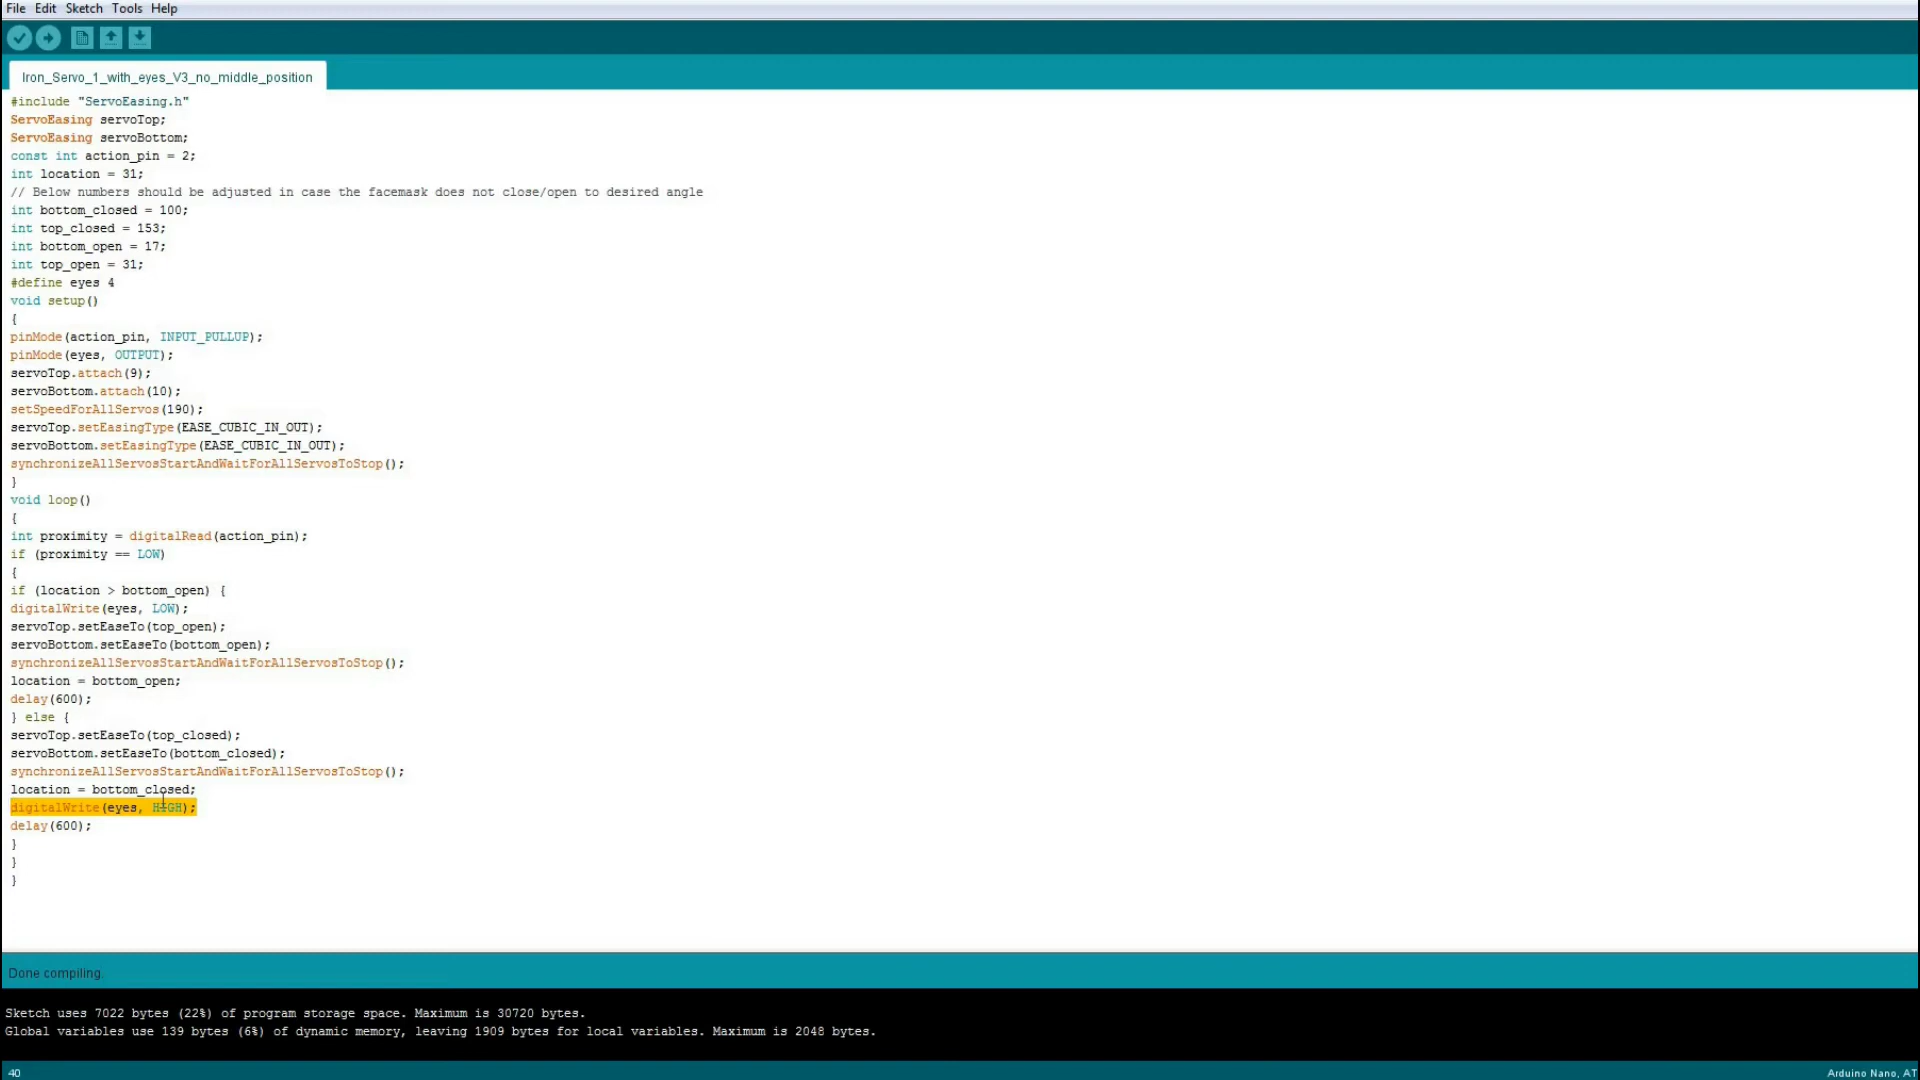 File Edit Sketch Tools Help
Iron_Servo_1_with_eyes_V3_no_middle_position
#include "ServoEasing.h"
ServoEasing servoTop;
ServoEasing servoBottom;
const int action_pin = 2;
int location = 31;
// Below numbers should be adjusted in case the facemask does not close/open to desired angle
int bottom_closed = 100;
int top_closed = 153;
int bottom_open = 17;
int top_open = 31;
#define eyes 4
void setup()
{
pinMode(action_pin, INPUT_PULLUP);
pinMode(eyes, OUTPUT);
servoTop.attach(9);
servoBottom.attach(10);
setSpeedForAllServos(190);
servoTop.setEasingType(EASE_CUBIC_IN_OUT);
servoBottom.setEasingType(EASE_CUBIC_IN_OUT);
synchronizeAllServosStartAndWaitForAllServosToStop();
}
void loop()
{
int proximity = digitalRead(action_pin);
if (proximity == LOW)
{
if (location > bottom_open) {
digitalWrite(eyes, LOW);
servoTop.setEaseTo(top_open);
servoBottom.setEaseTo(bottom_open);
synchronizeAllServosStartAndWaitForAllServosToStop();
location = bottom_open;
delay(600);
} else {
servoTop.setEaseTo(top_closed);
servoBottom.setEaseTo(bottom_closed);
synchronizeAllServosStartAndWaitForAllServosToStop();
location = bottom_closed;
digitalWrite(eyes, HIGH);
delay(600);
}
}
}
Done compiling.
Sketch uses 7022 bytes (22%) of program storage space. Maximum is 30720 bytes.
Global variables use 139 bytes (6%) of dynamic memory, leaving 1909 bytes for local variables. Maximum is 2048 bytes.
40 Arduino Nano, AT